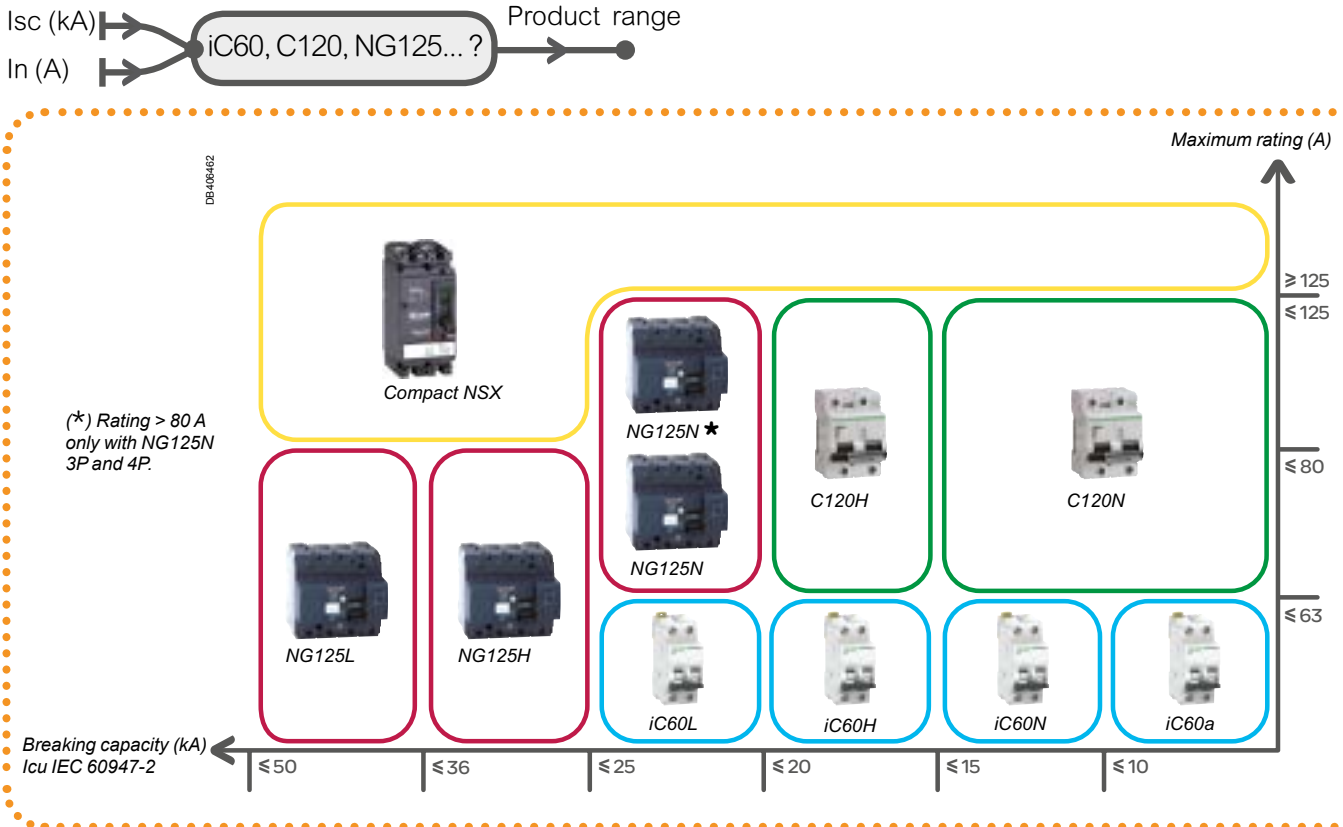 Isc (kA)
In (A)
iC60, C120, NG125... ?
Product range
Maximum rating (A)
DB406462
⩾ 125
⩽ 125
Compact NSX
(*) Rating > 80 A
only with NG125N
3P and 4P.
NG125N *
⩽ 80
C120H
C120N
NG125N
⩽ 63
NG125L
NG125H
iC60L
iC60H
iC60N
iC60a
Breaking capacity (kA)
Icu IEC 60947-2
⩽ 50
⩽ 36
⩽ 25
⩽ 20
⩽ 15
⩽ 10